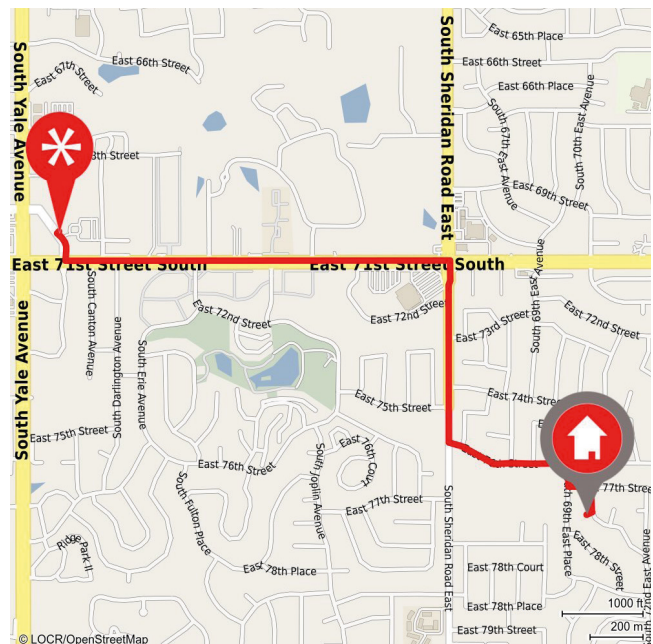 East 65th Place
East 66th Street
East 66th Street
East 67th Street
East 66th Place
South Yale Avenue
South Sheridan Road East
South 67th East Avenue
South 70th East Avenue
East 69th Street
East 71st Street South
East 71st Street South
South Canton Avenue
South Darlington Avenue
South Erie Avenue
East 72nd Street
East 72nd Street
East 73rd Street
South 69th East Avenue
East 72nd Street
South Yale Avenue
East 74th Street
East 75th Street
East 75th Street
East 76th Street
East 76th Court
South Joplin Avenue
South Fulton Place
East 77th Street
77th Street
South Sheridan Road East
69th East Place
East 78th Street
Ridge Park II
East 78th Place
East 78th Court
East 78th Place
East 79th Street
72nd East Avenue
1000 ft
200 m
© LOCR/OpenStreetMap